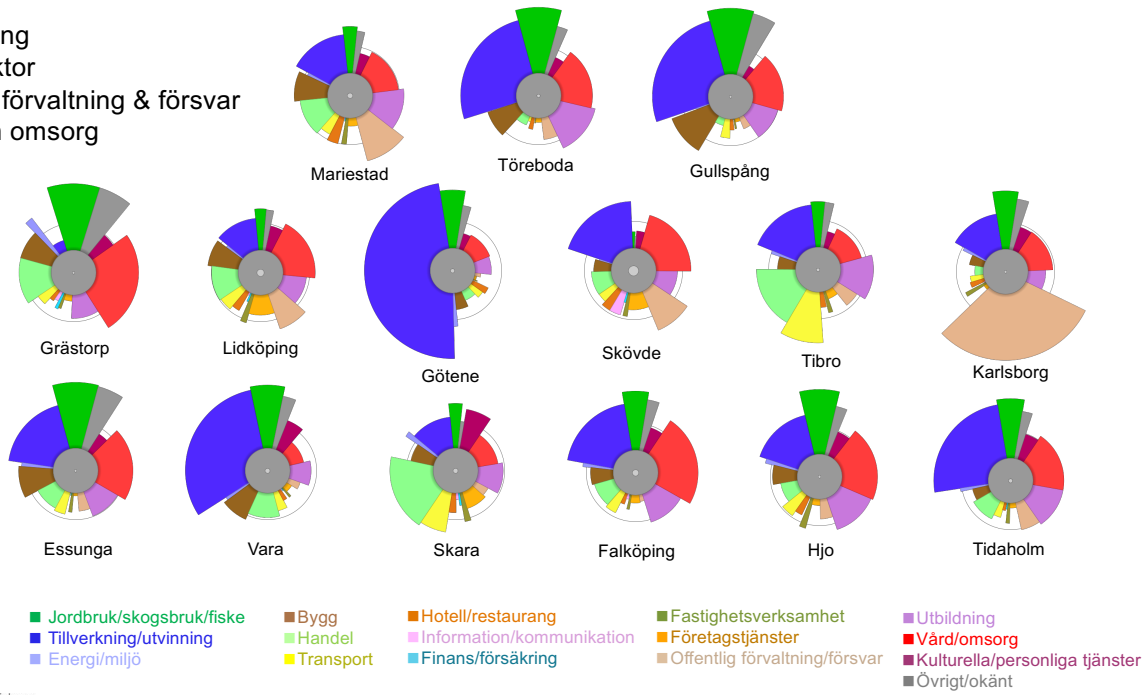 ng
ktor
förvaltning & försvar
omsorg
Mariestad
Töreboda
Gullspång
Grästorp
Lidköping
Götene
Skövde
Tibro
Karlsborg
Essunga
Vara
Skara
Falköping
Hjo
Tidaholm
Jordbruk/skogsbruk/fiske
Tillverkning/utvinning
Energi/miljö
Bygg
Handel
Transport
Hotell/restaurang
Information/kommunikation
Finans/försäkring
Fastighetsverksamhet
Företagstjänster
Offentlig förvaltning/försvar
Utbildning
Vård/omsorg
Kulturella/personliga tjänster
Övrigt/okänt